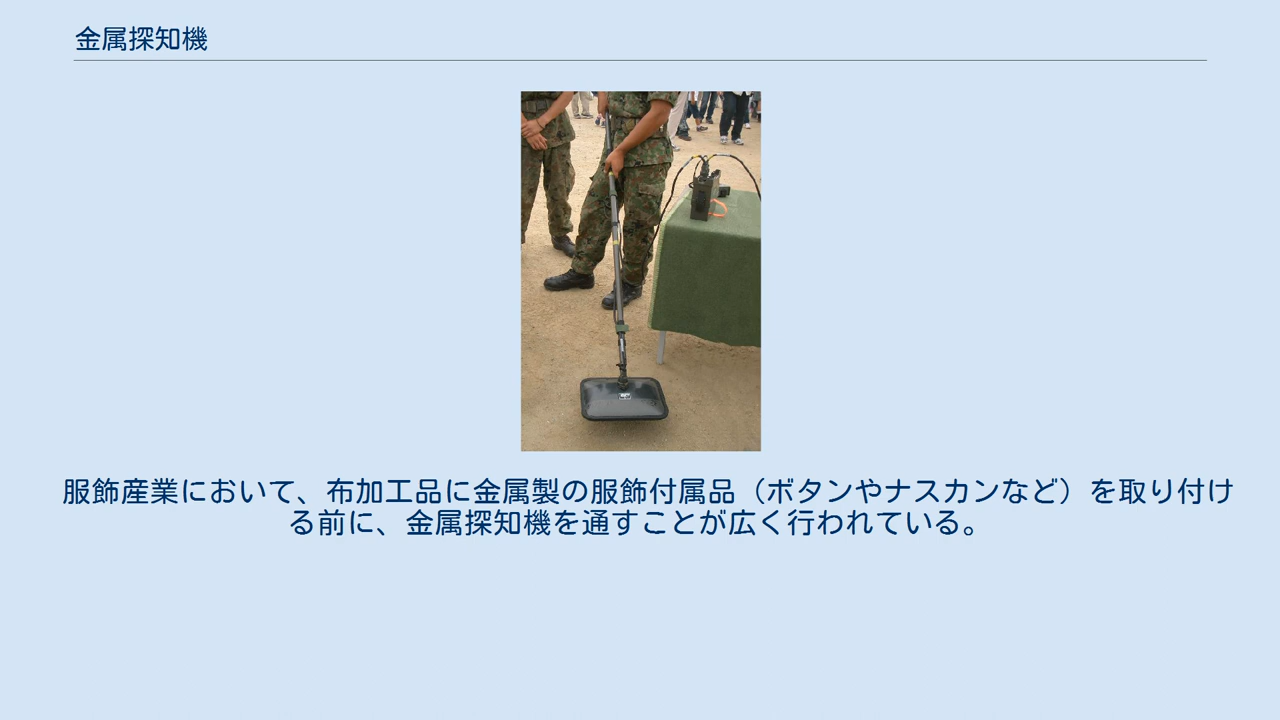 金属探知機
服飾産業において、布加工品に金属製の服飾付属品（ボタンやナスカンなど）を取り付け
る前に、金属探知機を通すことが広く行われている。